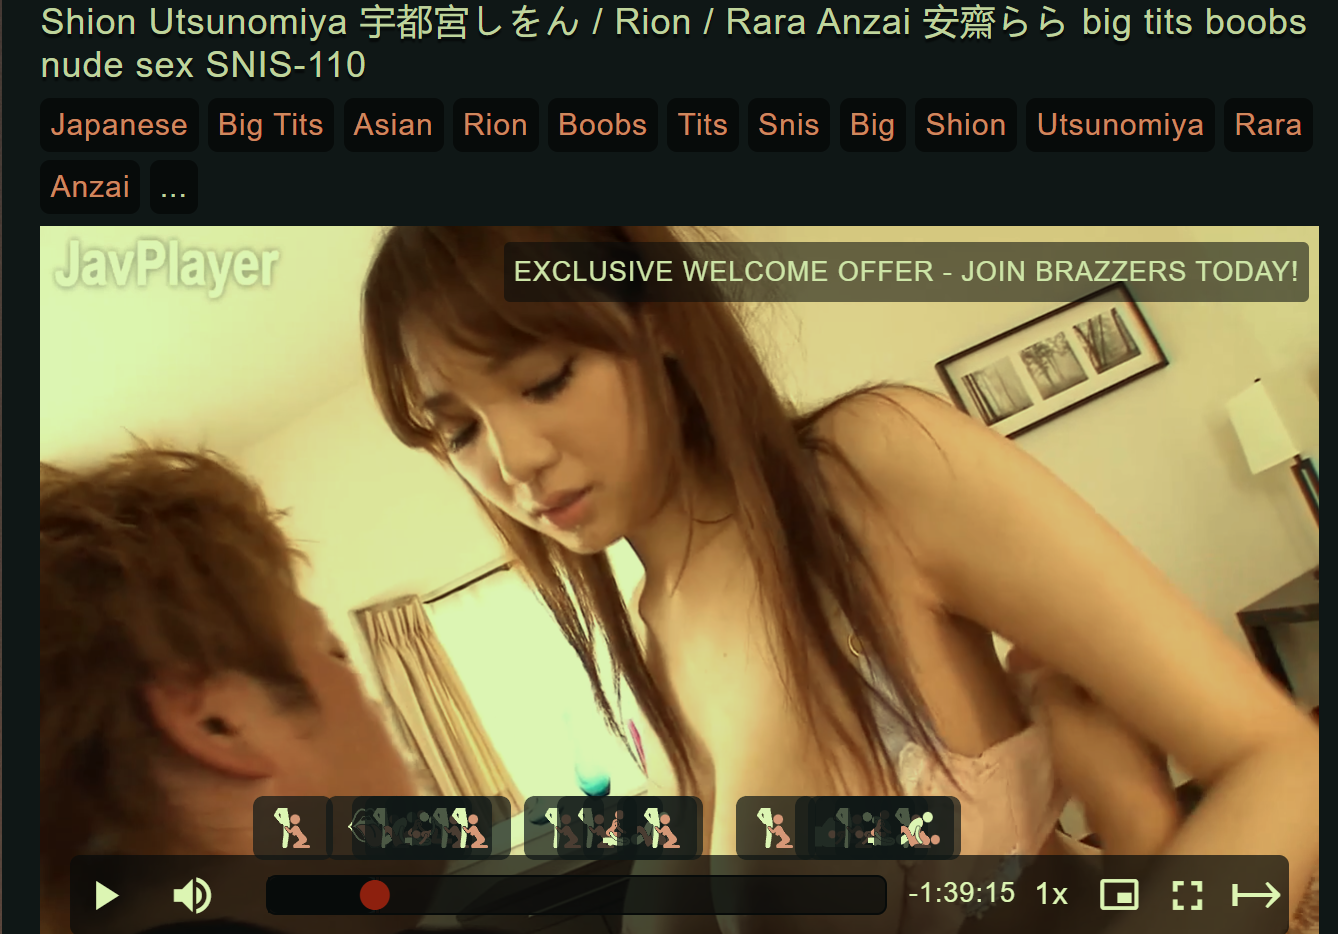 Shion Utsunomiya 宇都宮しをん / Rion / Rara Anzai 安齋らら big tits boobs
nude sex SNIS-110
Japanese Big Tits Asian Rion Boobs Tits Snis Big Shion Utsunomiya Rara
Anzai ...
JavPlayer
EXCLUSIVE WELCOME OFFER - JOIN BRAZZERS TODAY!
-1:39:15 1x